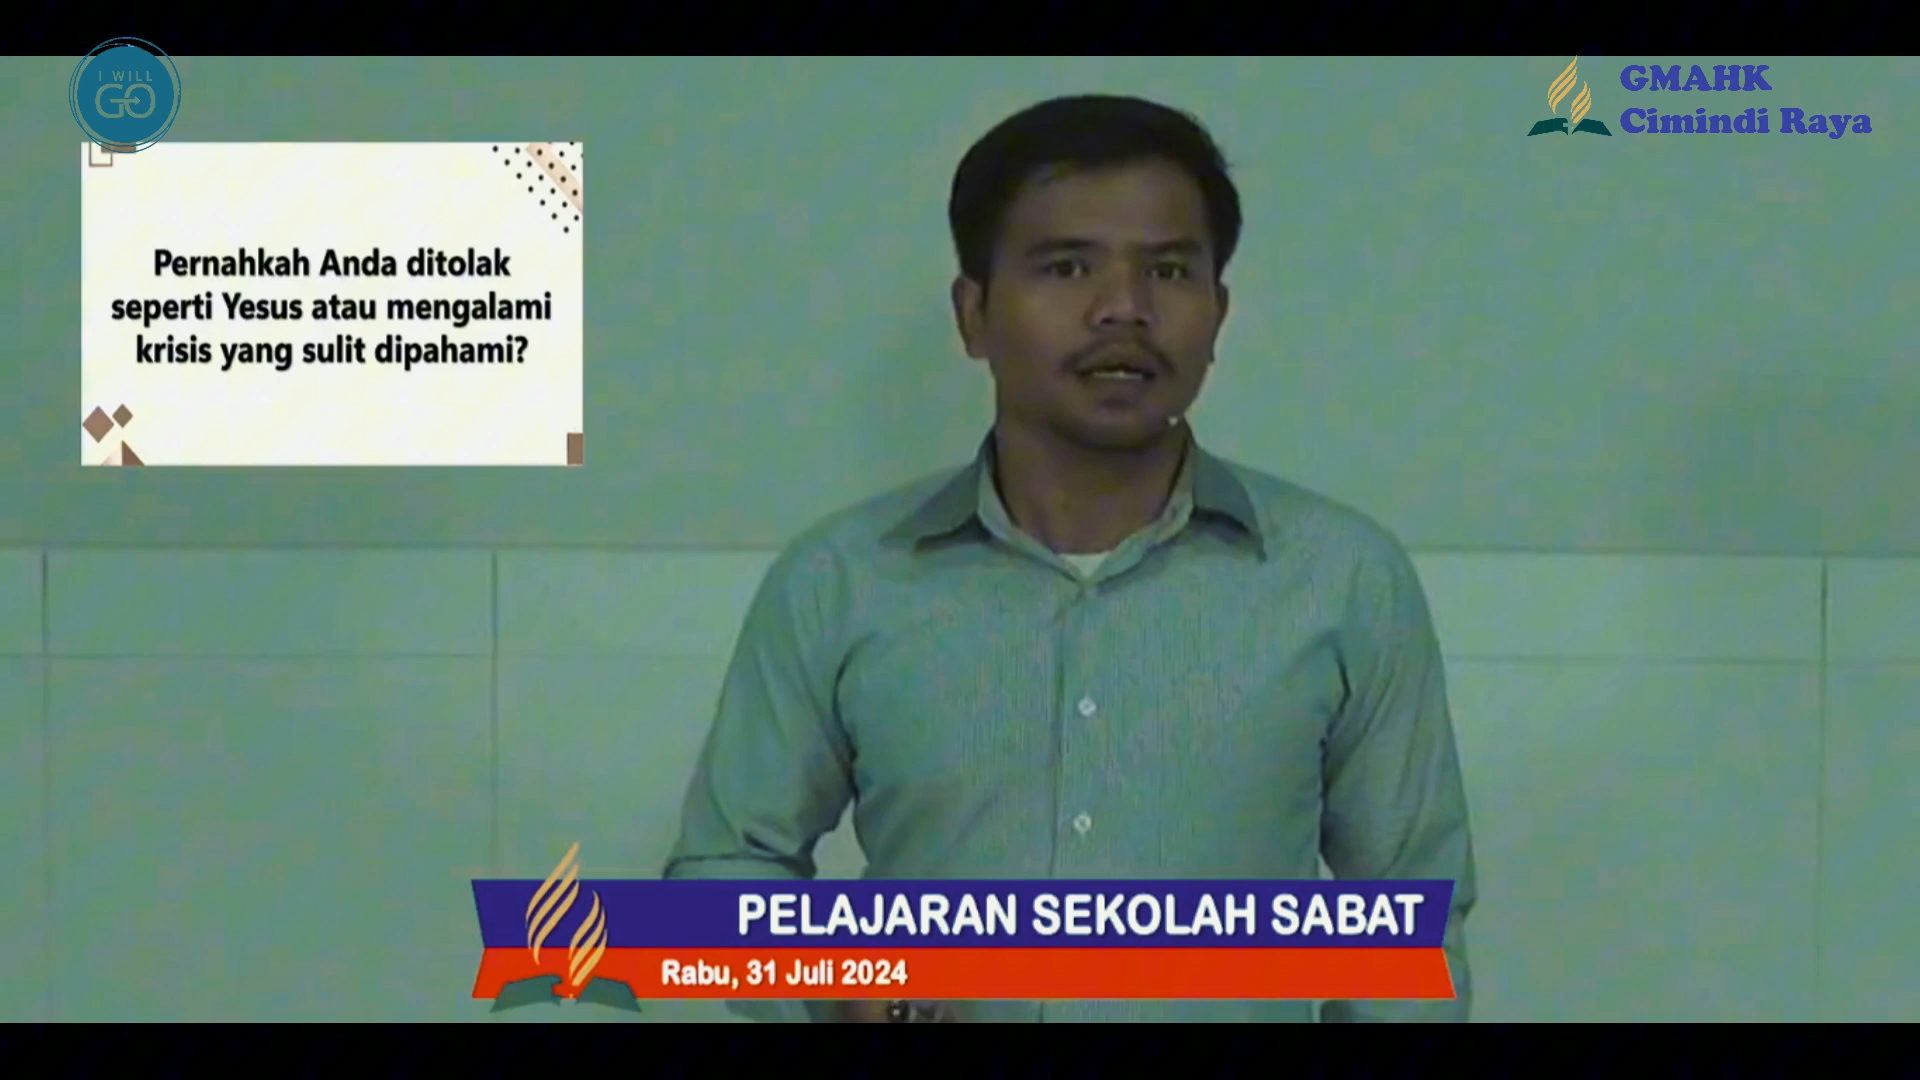 I WILL
GO
GMAHK
Cimindi Raya
Pernahkah Anda ditolak
seperti Yesus atau mengalami
krisis yang sulit dipahami?
PELAJARAN SEKOLAH SABAT
Rabu, 31 Juli 2024